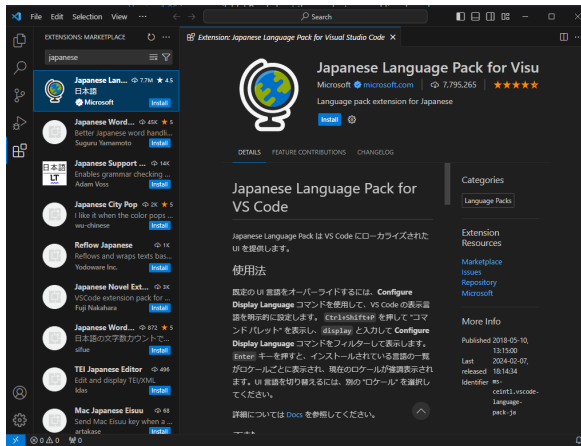 File Edit Selection View ···
Search
EXTENSIONS: MARKETPLACE
japanese
Japanese Lan... 7.7M ★ 4.5
日本語
Microsoft
Install
Japanese Word... 45K ★ 5
Better Japanese word handli...
Suguru Yamamoto
Install
日本語
LT
Japanese Support ... 14K
Enables grammar checking ...
Adam Voss
Install
Japanese City Pop 2K ★ 5
I like it when the color pops ...
wu-chinese
Install
Reflow Japanese 1K
Reflows and wraps texts bas...
Yodoware Inc.
Install
Japanese Novel Ext... 3K
VSCode extension pack for ...
Fuji Nakahara
Install
Japanese Word... 872 ★ 5
日本語の文字数カウントで...
sifue
Install
TEI Japanese Editor 496
Edit and display TEI/XML
ldas
Install
Mac Japanese Eisuu 68
Send Mac Eisuu key when a ...
artakase
Install
Extension: Japanese Language Pack for Visual Studio Code
Japanese Language Pack for Visu
Microsoft microsoft.com 7,795,265 ★★★★
Language pack extension for Japanese
Install
DETAILS FEATURE CONTRIBUTIONS CHANGELOG
Japanese Language Pack for
VS Code
Japanese Language Pack は VS Code にローカライズされた
UI を提供します。
使用法
既定の UI 言語をオーバーライドするには、Configure
Display Language コマンドを使用して、VS Code の表示言
語を明示的に設定します。 Ctrl+Shift+P を押して "コマ
ンド パレット" を表示し、display と入力して Configure
Display Language コマンドをフィルターして表示します。
Enter キーを押すと、インストールされている言語の一覧
がロケールごとに表示され、現在のロケールが強調表示され
ます。UI 言語を切り替えるには、別の "ロケール" を選択し
てください。
詳細については Docs を参照してください。
Categories
Language Packs
Extension
Resources
Marketplace
Issues
Repository
Microsoft
More Info
Published 2018-05-10,
13:15:00
Last 2024-02-07,
released 18:14:34
Identifier ms-
ceintl.vscode-
language-
pack-ja
0 0 0